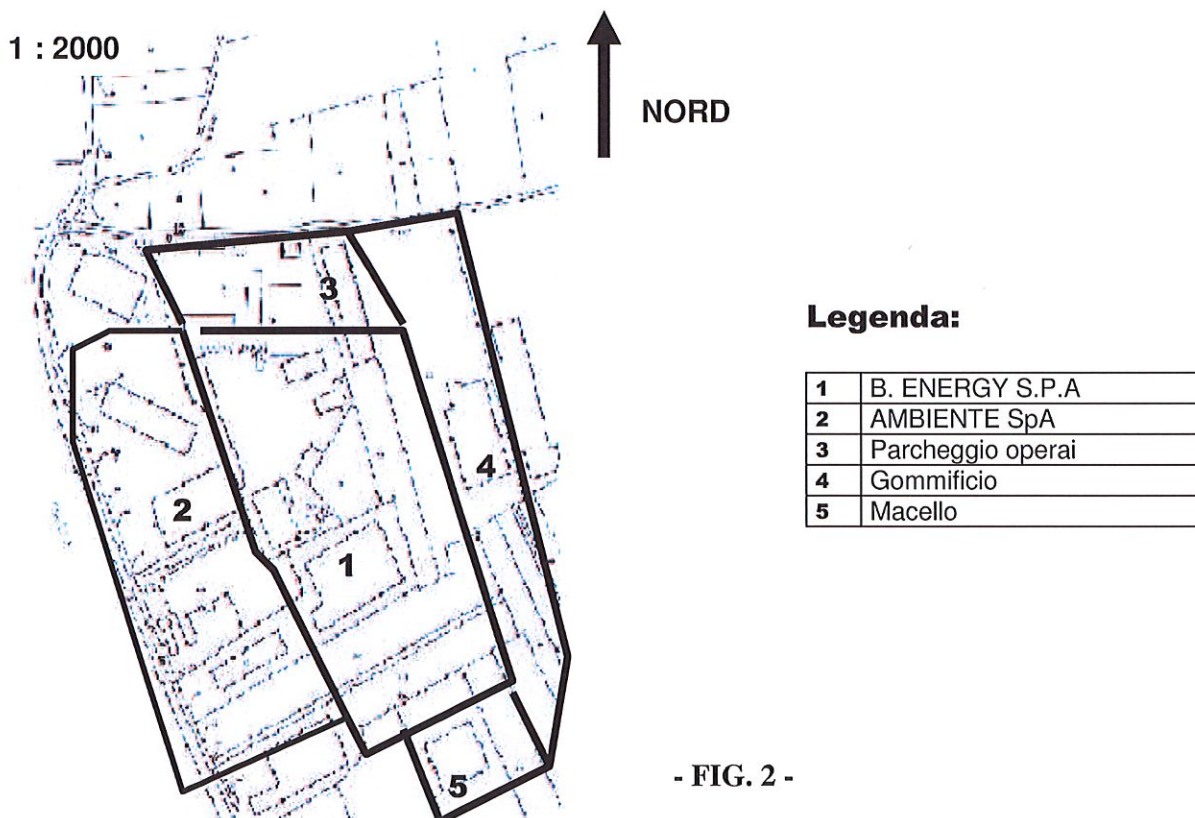 1 : 2000
NORD
3
4
2
1
5
Legenda:
1 B. ENERGY S.P.A
2 AMBIENTE SpA
3 Parcheggio operai
4 Gommificio
5 Macello
- FIG. 2 -